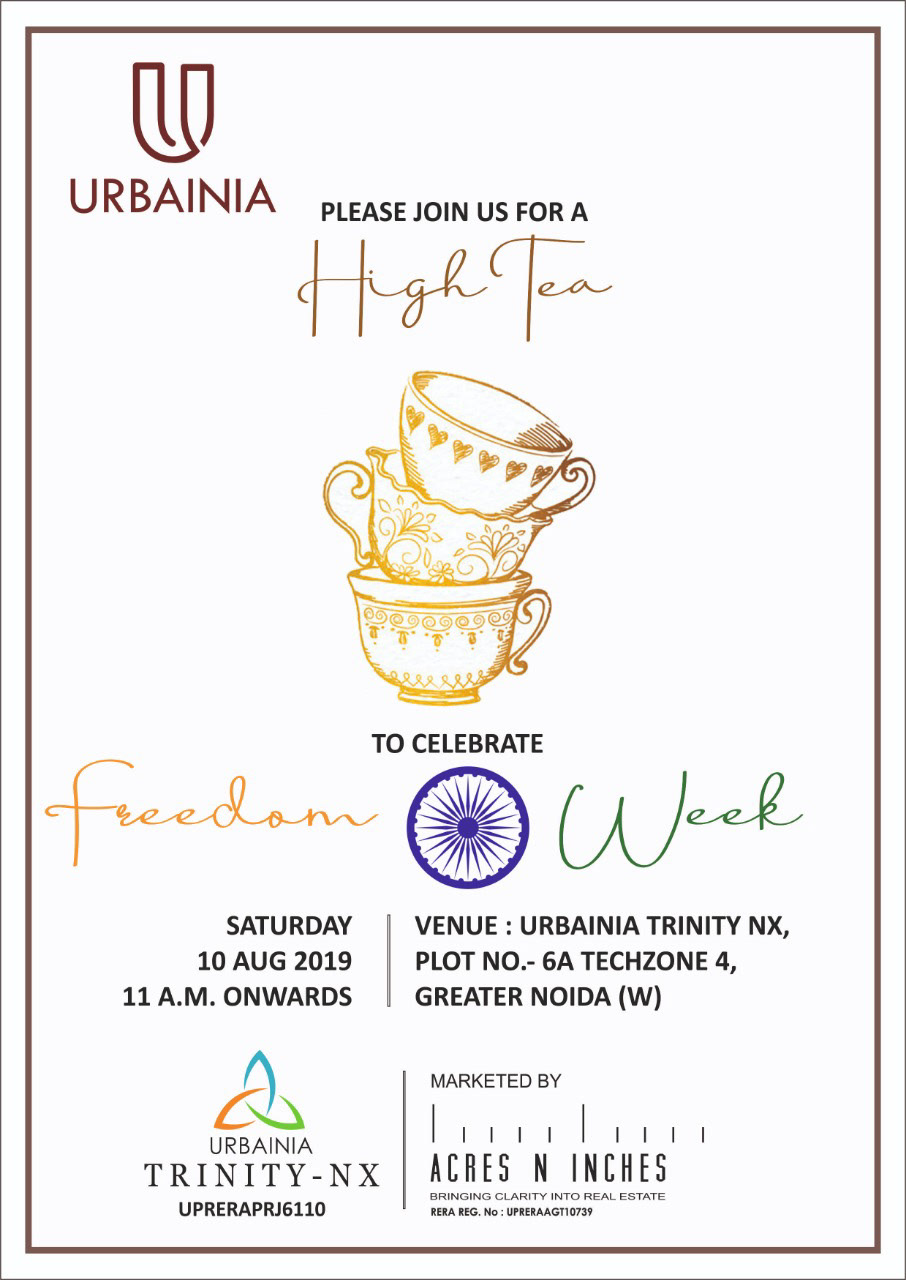 URBAINIA
PLEASE JOIN US FOR A
High Tea
TO CELEBRATE
Freedom Week
SATURDAY
10 AUG 2019
11 A.M. ONWARDS
VENUE : URBAINIA TRINITY NX,
PLOT NO.- 6A TECHZONE 4,
GREATER NOIDA (W)
URBAINIA
TRINITY-NX
UPRERAPRJ6110
MARKETED BY
ACRES N INCHES
BRINGING CLARITY INTO REAL ESTATE
RERA REG. No : UPRERAAGT10739